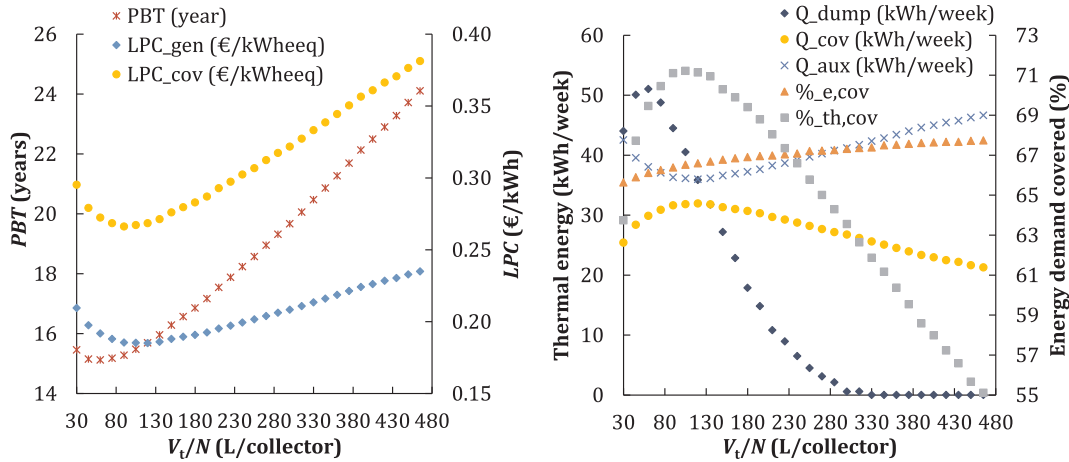 PBT (year)
LPC_gen (€/kWheeq)
LPC_cov (€/kWheeq)
26
24
22
20
18
16
14
PBT (years)
0.40
0.35
0.30
0.25
0.20
0.15
LPC (€/kWh)
30 80 130 180 230 280 330 380 430 480
Vt/N (L/collector)
Q_dump (kWh/week)
Q_cov (kWh/week)
Q_aux (kWh/week)
%_e,cov
%_th,cov
60
50
40
30
20
10
0
Thermal energy (kWh/week)
73
71
69
67
65
63
61
59
57
55
Energy demand covered (%)
30 80 130 180 230 280 330 380 430 480
Vt/N (L/collector)